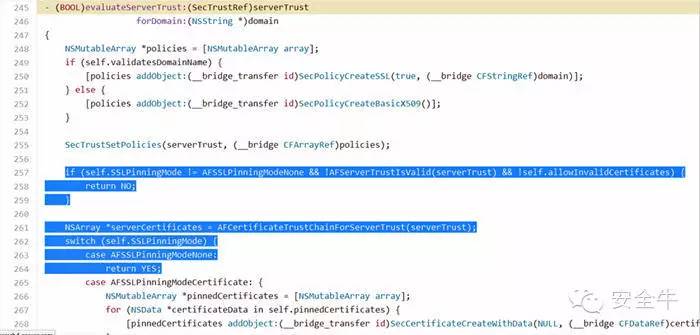 245 - (BOOL)evaluateServerTrust:(SecTrustRef)serverTrust
246 forDomain:(NSString *)domain
247 {
248 NSMutableArray *policies = [NSMutableArray array];
249 if (self.validatesDomainName) {
250 [policies addObject:(__bridge_transfer id)SecPolicyCreateSSL(true, (__bridge CFStringRef)domain)];
251 } else {
252 [policies addObject:(__bridge_transfer id)SecPolicyCreateBasicX509()];
253 }
254
255 SecTrustSetPolicies(serverTrust, (__bridge CFArrayRef)policies);
256
257 if (self.SSLPinningMode != AFSSLPinningModeNone && !AFServerTrustIsValid(serverTrust) && !self.allowInvalidCertificates) {
258 return NO;
259 }
260
261 NSArray *serverCertificates = AFCertificateTrustChainForServerTrust(serverTrust);
262 switch (self.SSLPinningMode) {
263 case AFSSLPinningModeNone:
264 return YES;
265 case AFSSLPinningModeCertificate: {
266 NSMutableArray *pinnedCertificates = [NSMutableArray array];
267 for (NSData *certificateData in self.pinnedCertificates) {
268 [pinnedCertificates addObject:(__bridge_transfer id)SecCertificateCreateWithData(NULL, (__bridge CFDataRef)certificateData)];
安全牛